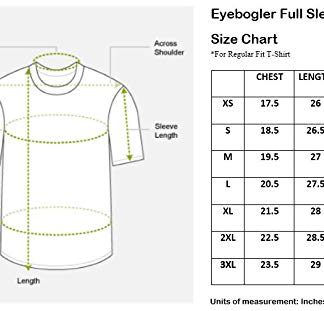 Across
Shoulder
Sleeve
Length
Length
Eyebogler Full Sle
Size Chart
*For Regular Fit T-Shirt
CHEST LENGT
XS 17.5 26
S 18.5 26.5
M 19.5 27
L 20.5 27.5
XL 21.5 28
2XL 22.5 28.5
3XL 23.5 29
Units of measurement: Inches